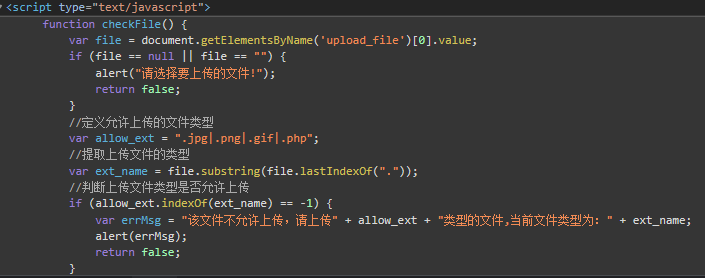 <script type="text/javascript">
function checkFile() {
var file = document.getElementsByName('upload_file')[0].value;
if (file == null || file == "") {
alert("请选择要上传的文件!");
return false;
}
//定义允许上传的文件类型
var allow_ext = ".jpg|.png|.gif|.php";
//提取上传文件的类型
var ext_name = file.substring(file.lastIndexOf("."));
//判断上传文件类型是否允许上传
if (allow_ext.indexOf(ext_name) == -1) {
var errMsg = "该文件不允许上传，请上传" + allow_ext + "类型的文件,当前文件类型为：" + ext_name;
alert(errMsg);
return false;
}